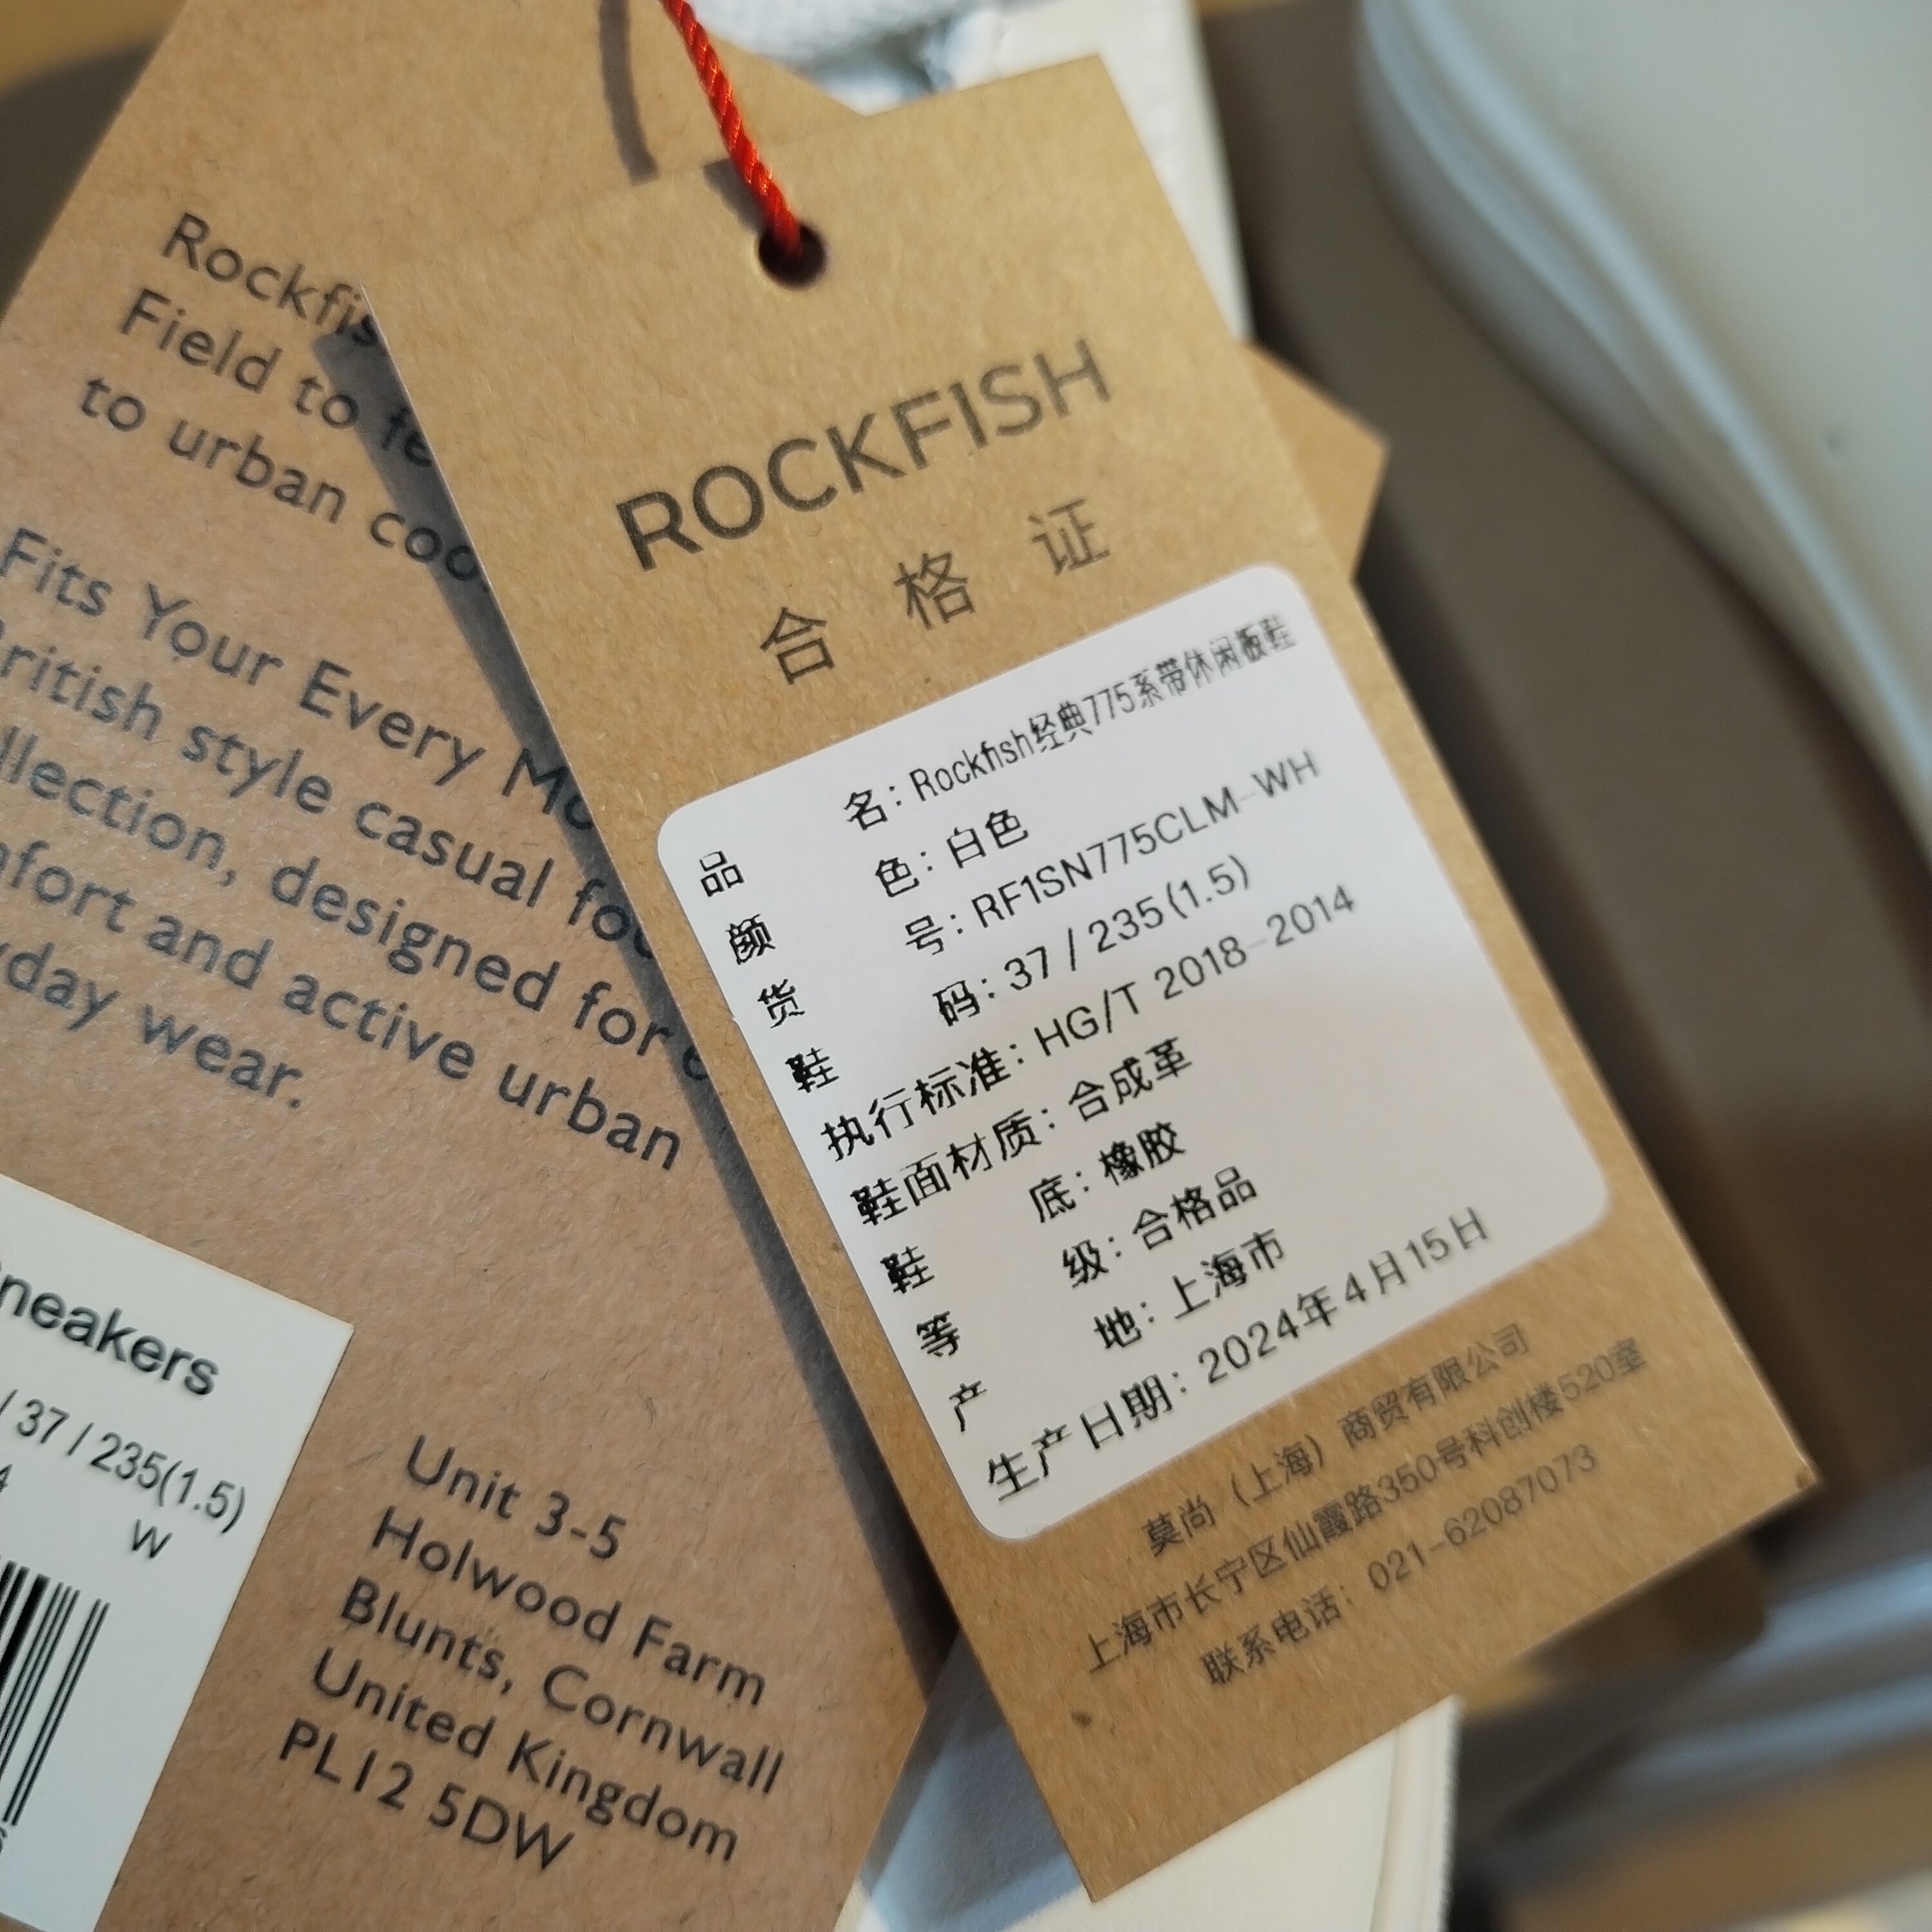 Rockfis
Field to
to urban coo
Fits Your Every Mo
ritish style casual foo
llection, designed for e
fort and active urban
day wear.
neakers
/ 37 / 235(1.5)
4
W
Unit 3-5
Holwood Farm
Blunts, Cornwall
United Kingdom
PL12 5DW
ROCKFISH
合格证
品名: Rockfish经典775系带休闲板鞋
颜色: 白色
货号: RF1SN775CLM-WH
鞋码: 37/235(1.5)
执行标准: HG/T 2018-2014
鞋面材质: 合成革
鞋底: 橡胶
等级: 合格品
产地: 上海市
生产日期: 2024年4月15日
莫尚（上海）商贸有限公司
上海市长宁区仙霞路350号科创楼520室
联系电话: 021-62087073